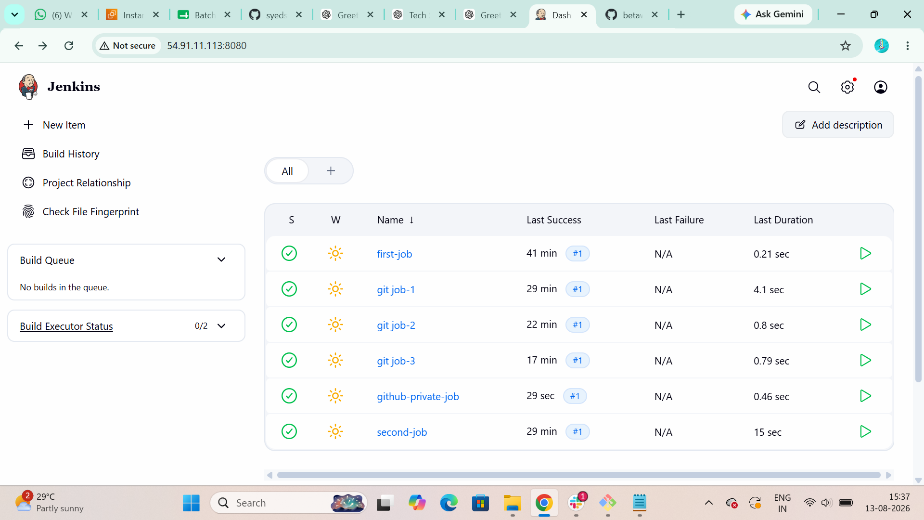 (6) W
Instar
Batch
syeds
Greet
Tech
Greet
Dash
betav
Ask Gemini
Not secure 54.91.11.113:8080
Jenkins
New Item
Add description
Build History
All
Project Relationship
Check File Fingerprint
S W Name ↓ Last Success Last Failure Last Duration
first-job 41 min #1 N/A 0.21 sec
git job-1 29 min #1 N/A 4.1 sec
git job-2 22 min #1 N/A 0.8 sec
git job-3 17 min #1 N/A 0.79 sec
github-private-job 29 sec #1 N/A 0.46 sec
second-job 29 min #1 N/A 15 sec
Build Queue
No builds in the queue.
Build Executor Status 0/2
2
29°C
Partly sunny
Search
1
ENG
IN
15:37
13-08-2026